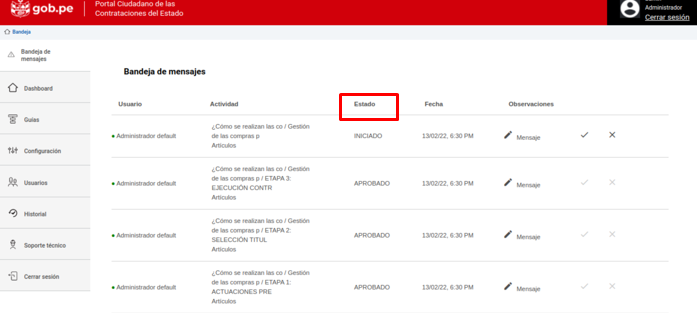 gob.pe
Portal Ciudadano de las
Contrataciones del Estado
Administrador
Cerrar sesión
Bandeja
Bandeja de
mensajes
Dashboard
Guías
Configuración
Usuarios
Historial
Soporte técnico
Cerrar sesión
Bandeja de mensajes
Usuario Actividad Estado Fecha Observaciones
Administrador default
¿Cómo se realizan las co / Gestión
de las compras p
Artículos
INICIADO
13/02/22, 6:30 PM
Mensaje
Administrador default
¿Cómo se realizan las co / Gestión
de las compras p / ETAPA 3:
EJECUCIÓN CONTR
Artículos
APROBADO
13/02/22, 6:30 PM
Mensaje
Administrador default
¿Cómo se realizan las co / Gestión
de las compras p / ETAPA 2:
SELECCIÓN TITUL
Artículos
APROBADO
13/02/22, 6:30 PM
Mensaje
Administrador default
¿Cómo se realizan las co / Gestión
de las compras p / ETAPA 1:
ACTUACIONES PRE
Artículos
APROBADO
13/02/22, 6:30 PM
Mensaje